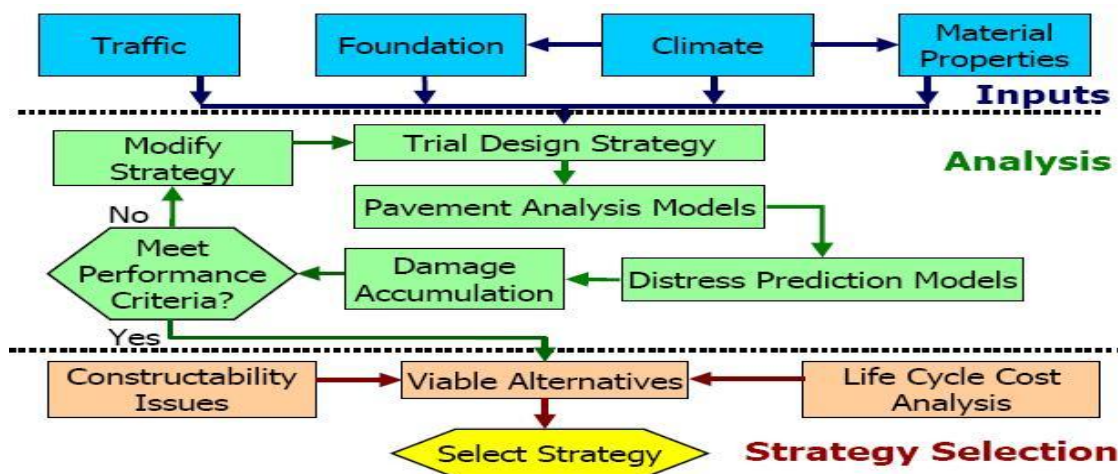 Traffic
Foundation
Climate
Material
Properties
Inputs
Modify
Strategy
Trial Design Strategy
Analysis
Pavement Analysis Models
No
Meet
Performance
Criteria?
Damage
Accumulation
Distress Prediction Models
Yes
Constructability
Issues
Viable Alternatives
Life Cycle Cost
Analysis
Select Strategy
Strategy Selection